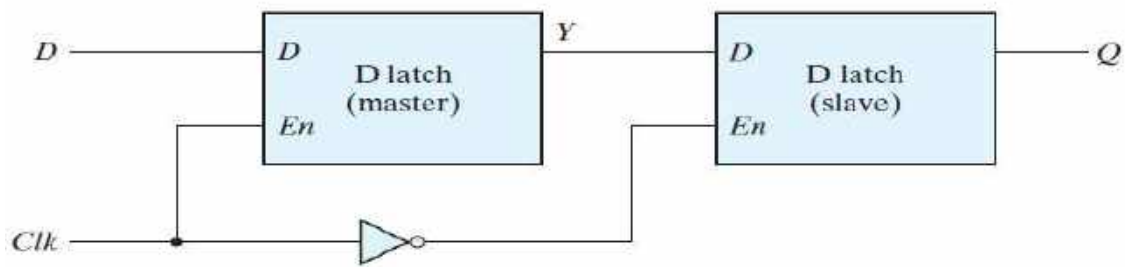 D
D
D latch
(master)
En
Y
D
D latch
(slave)
En
Q
Clk